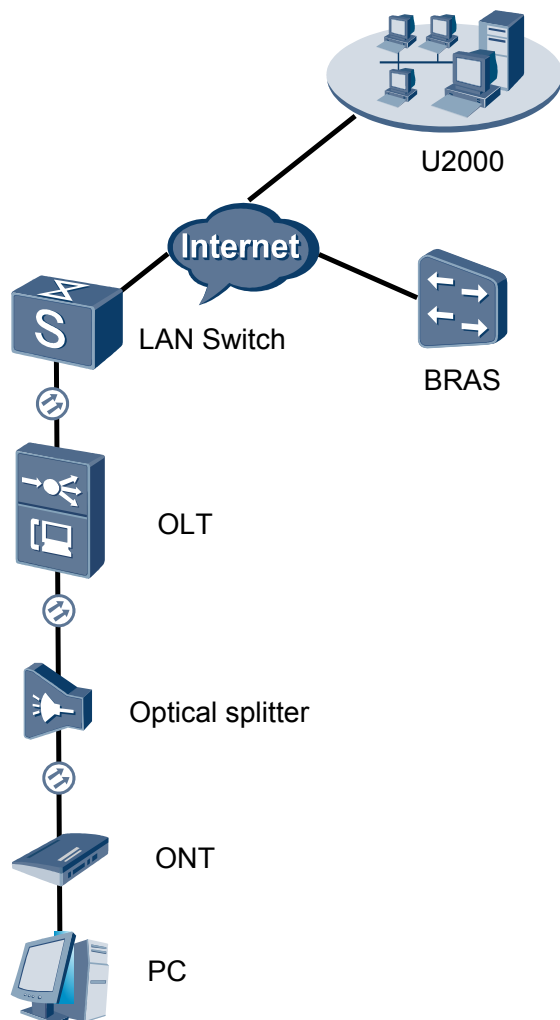 U2000
Internet
S
LAN Switch
BRAS
OLT
Optical splitter
ONT
PC